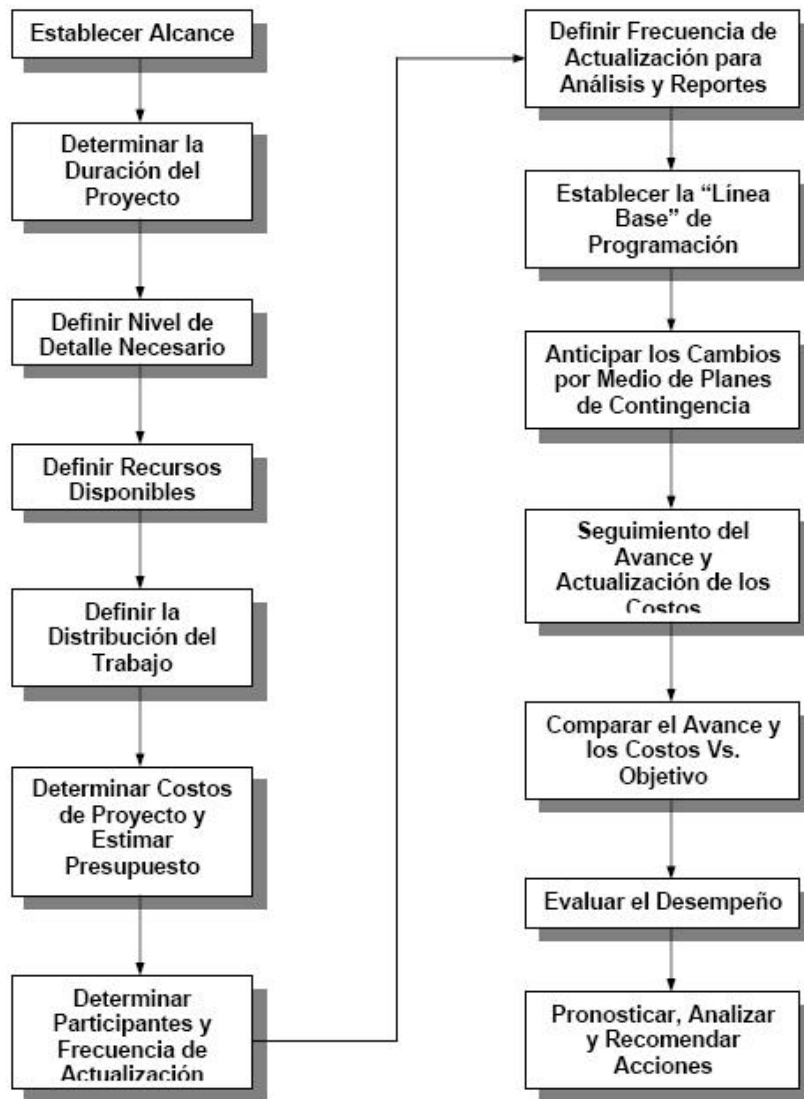 Establecer Alcance
Determinar la
Duración del
Proyecto
Definir Nivel de
Detalle Necesario
Definir Recursos
Disponibles
Definir la
Distribución del
Trabajo
Determinar Costos
de Proyecto y
Estimar
Presupuesto
Determinar
Participantes y
Frecuencia de
Actualización
Definir Frecuencia de
Actualización para
Análisis y Reportes
Establecer la “Línea
Base” de
Programación
Anticipar los Cambios
por Medio de Planes
de Contingencia
Seguimiento del
Avance y
Actualización de los
Costos
Comparar el Avance y
los Costos Vs.
Objetivo
Evaluar el Desempeño
Pronosticar, Analizar
y Recomendar
Acciones